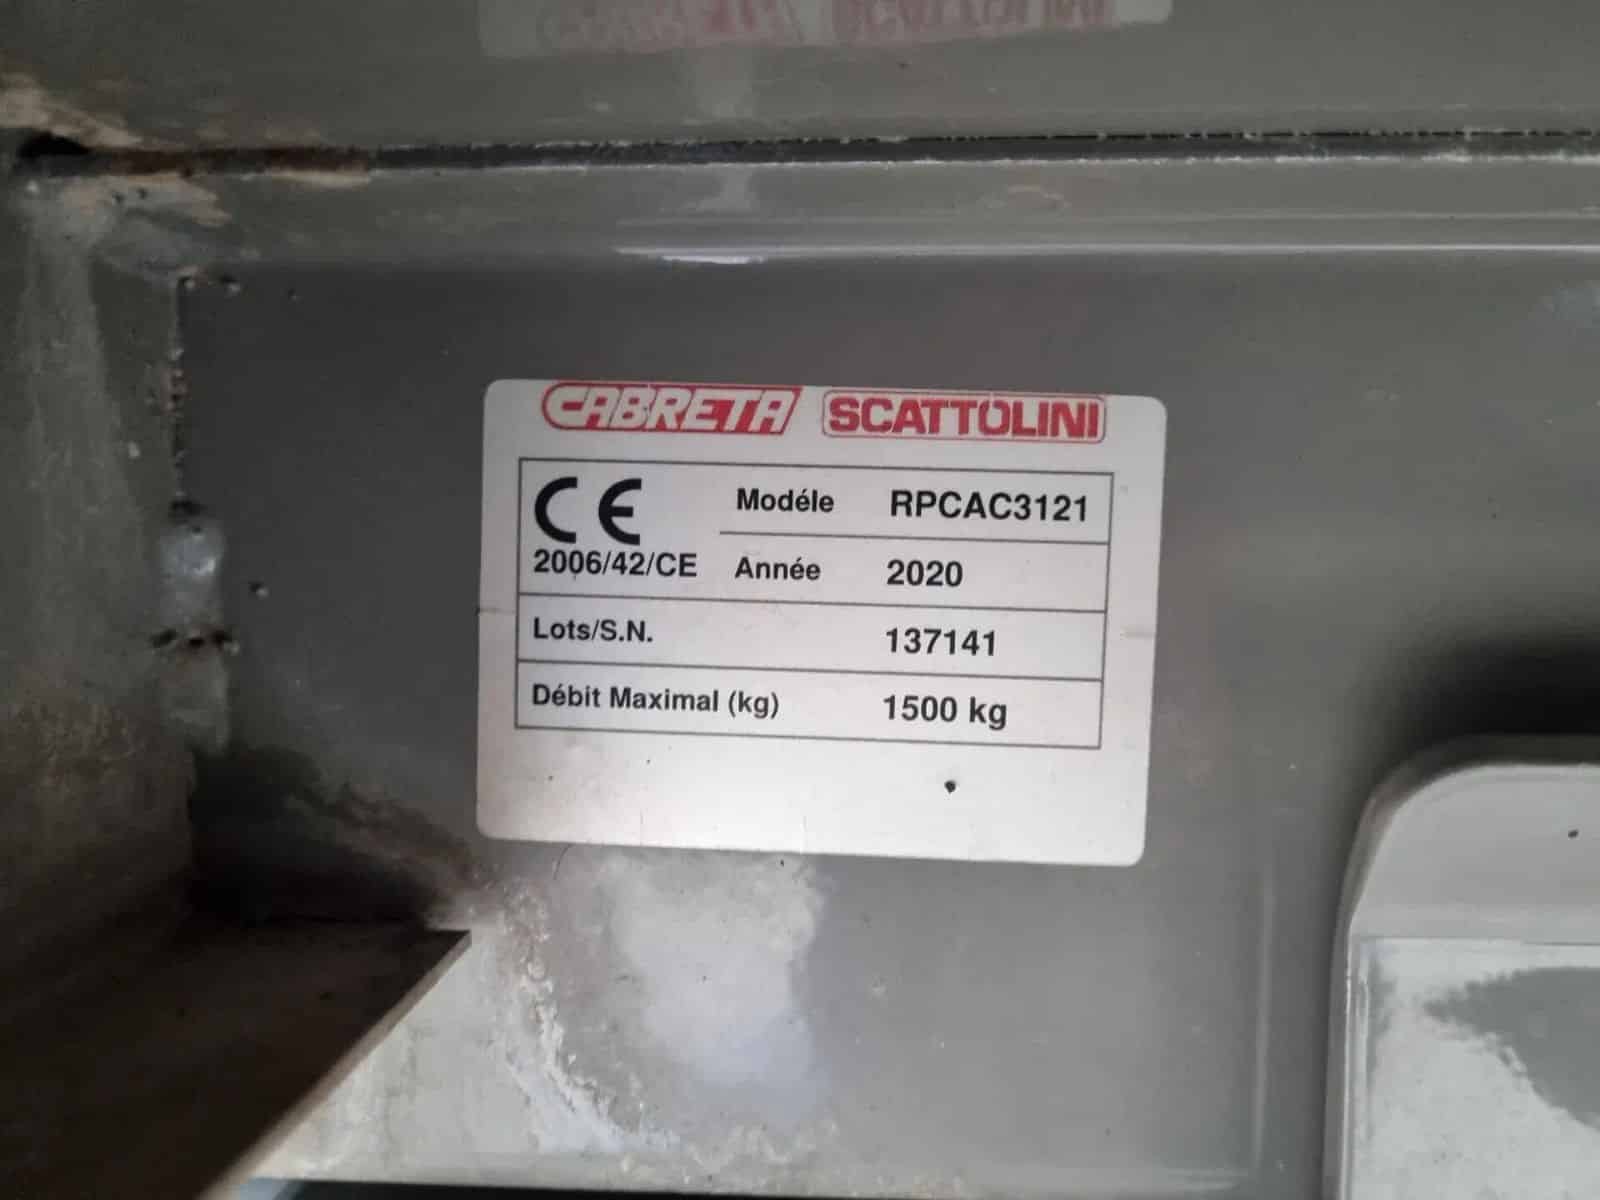 CABRETA SCATTOLINI
CE Modéle RPCAC3121
2006/42/CE Année 2020
Lots/S.N. 137141
Débit Maximal (kg) 1500 kg